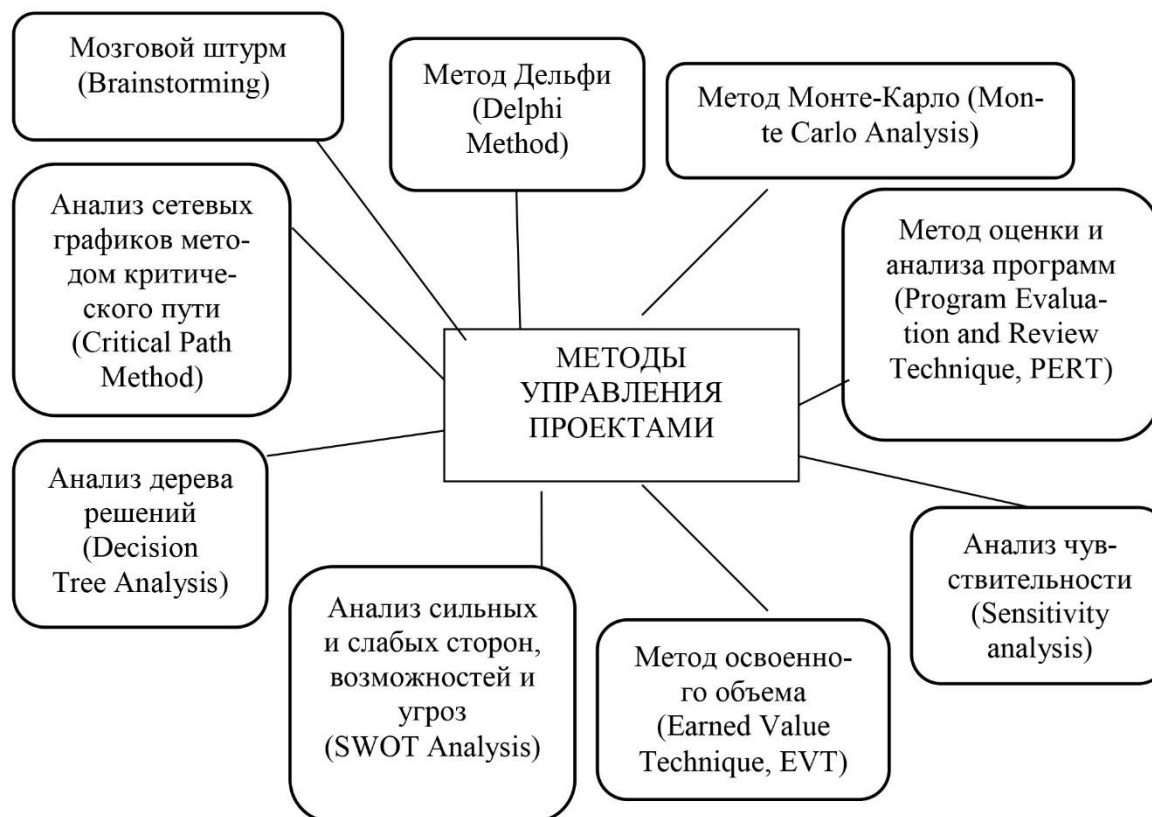 Мозговой штурм
(Brainstorming)
Метод Дельфи
(Delphi
Method)
Метод Монте-Карло (Mon-
te Carlo Analysis)
Анализ сетевых
графиков мето-
дом критиче-
ского пути
(Critical Path
Method)
Метод оценки и
анализа программ
(Program Evalua-
tion and Review
Technique, PERT)
МЕТОДЫ
УПРАВЛЕНИЯ
ПРОЕКТАМИ
Анализ дерева
решений
(Decision
Tree Analysis)
Анализ чув-
ствительности
(Sensitivity
analysis)
Анализ сильных
и слабых сторон,
возможностей и
угроз
(SWOT Analysis)
Метод освоенно-
го объема
(Earned Value
Technique, EVT)